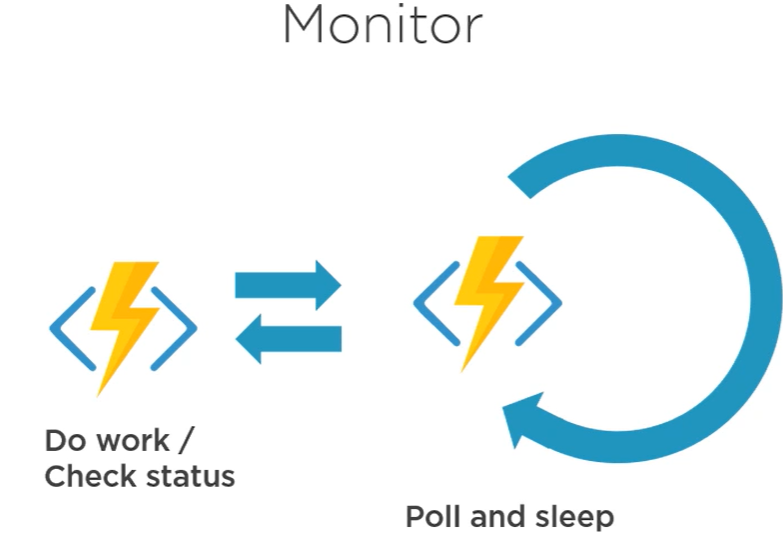 Monitor
Do work /
Check status
Poll and sleep